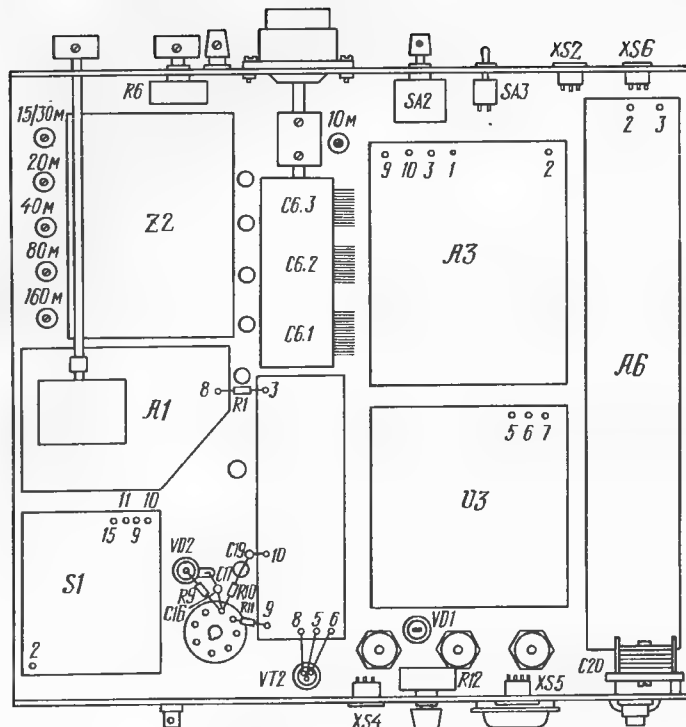 R6
SA2
SA3
XS2
XS6
15/30м
20м
40м
80м
160м
10м
Z2
C6.3
C6.2
C6.1
9 10 3 1 2
A3
2 3
A6
A1
8 R1 3
5 6 7
U3
11 10
15 9
S1
2
VD2
C17
C19
10
R9
R10
C16
R11
9
8 5 6
VT2
VD1
R12
XS4
XS5
C20